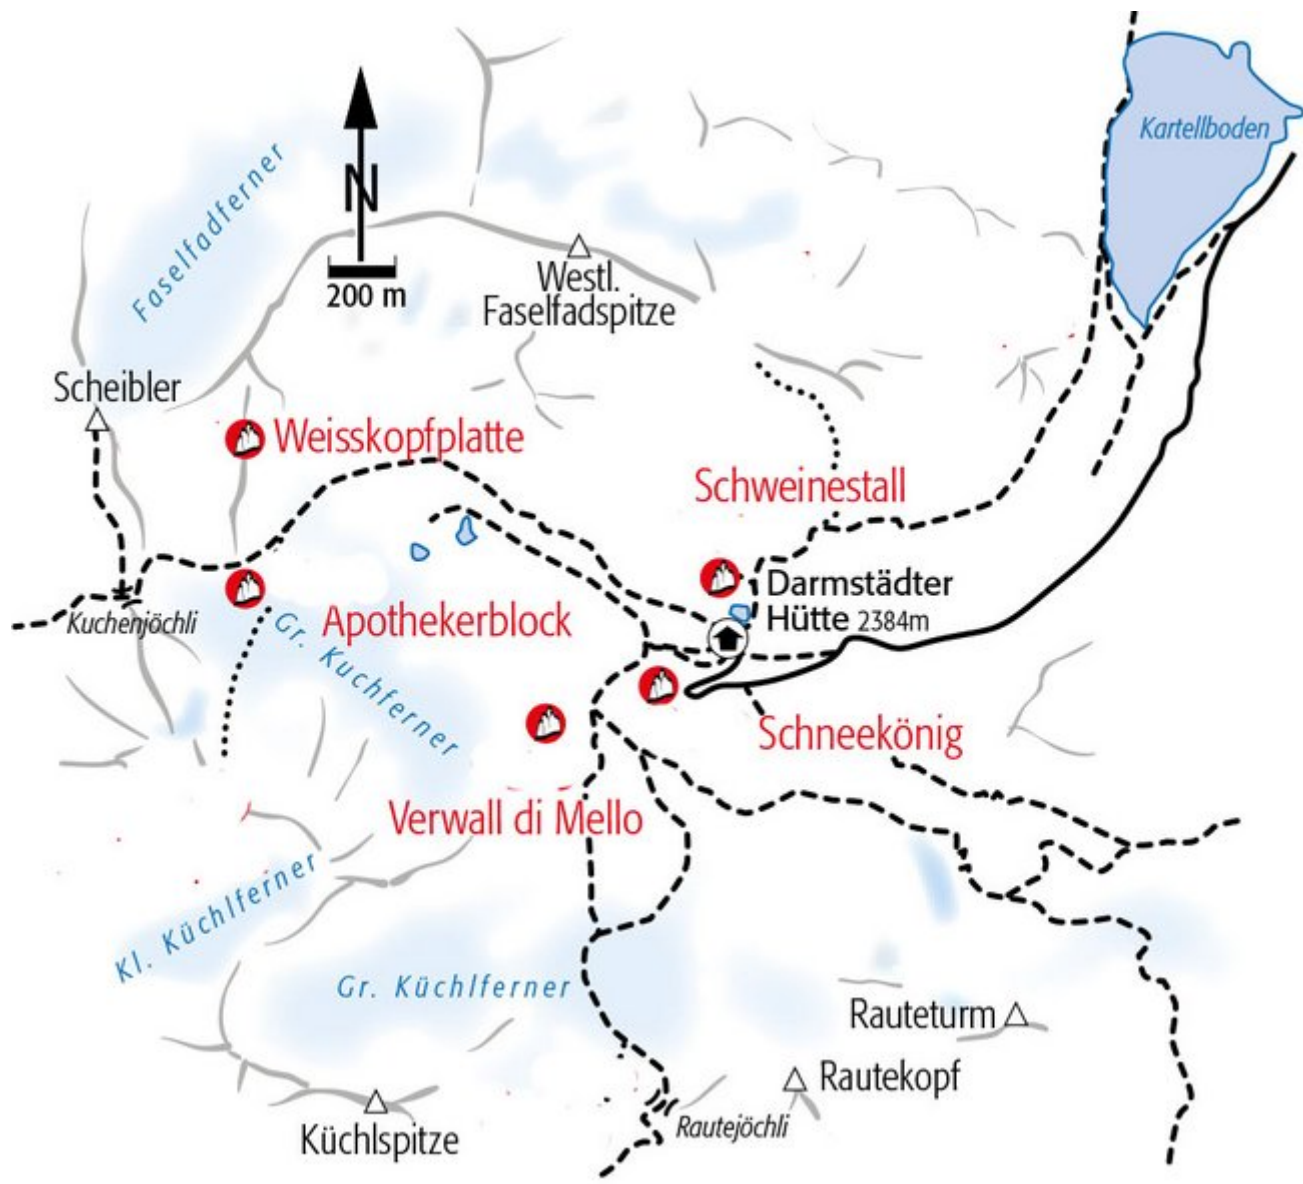 Kartellboden
Faselfadferner
N
200 m
Westl.
Faselfadspitze
Scheibler
Weisskopfplatte
Schweinestall
Darmstädter
Hütte 2384m
Kuchenjöchli
Apothekerblock
Gr. Kuchferner
Schneekönig
Verwall di Mello
Kl. Küchlferner
Gr. Küchlferner
Rauteturm
Rautekopf
Rautejöchli
Küchlspitze